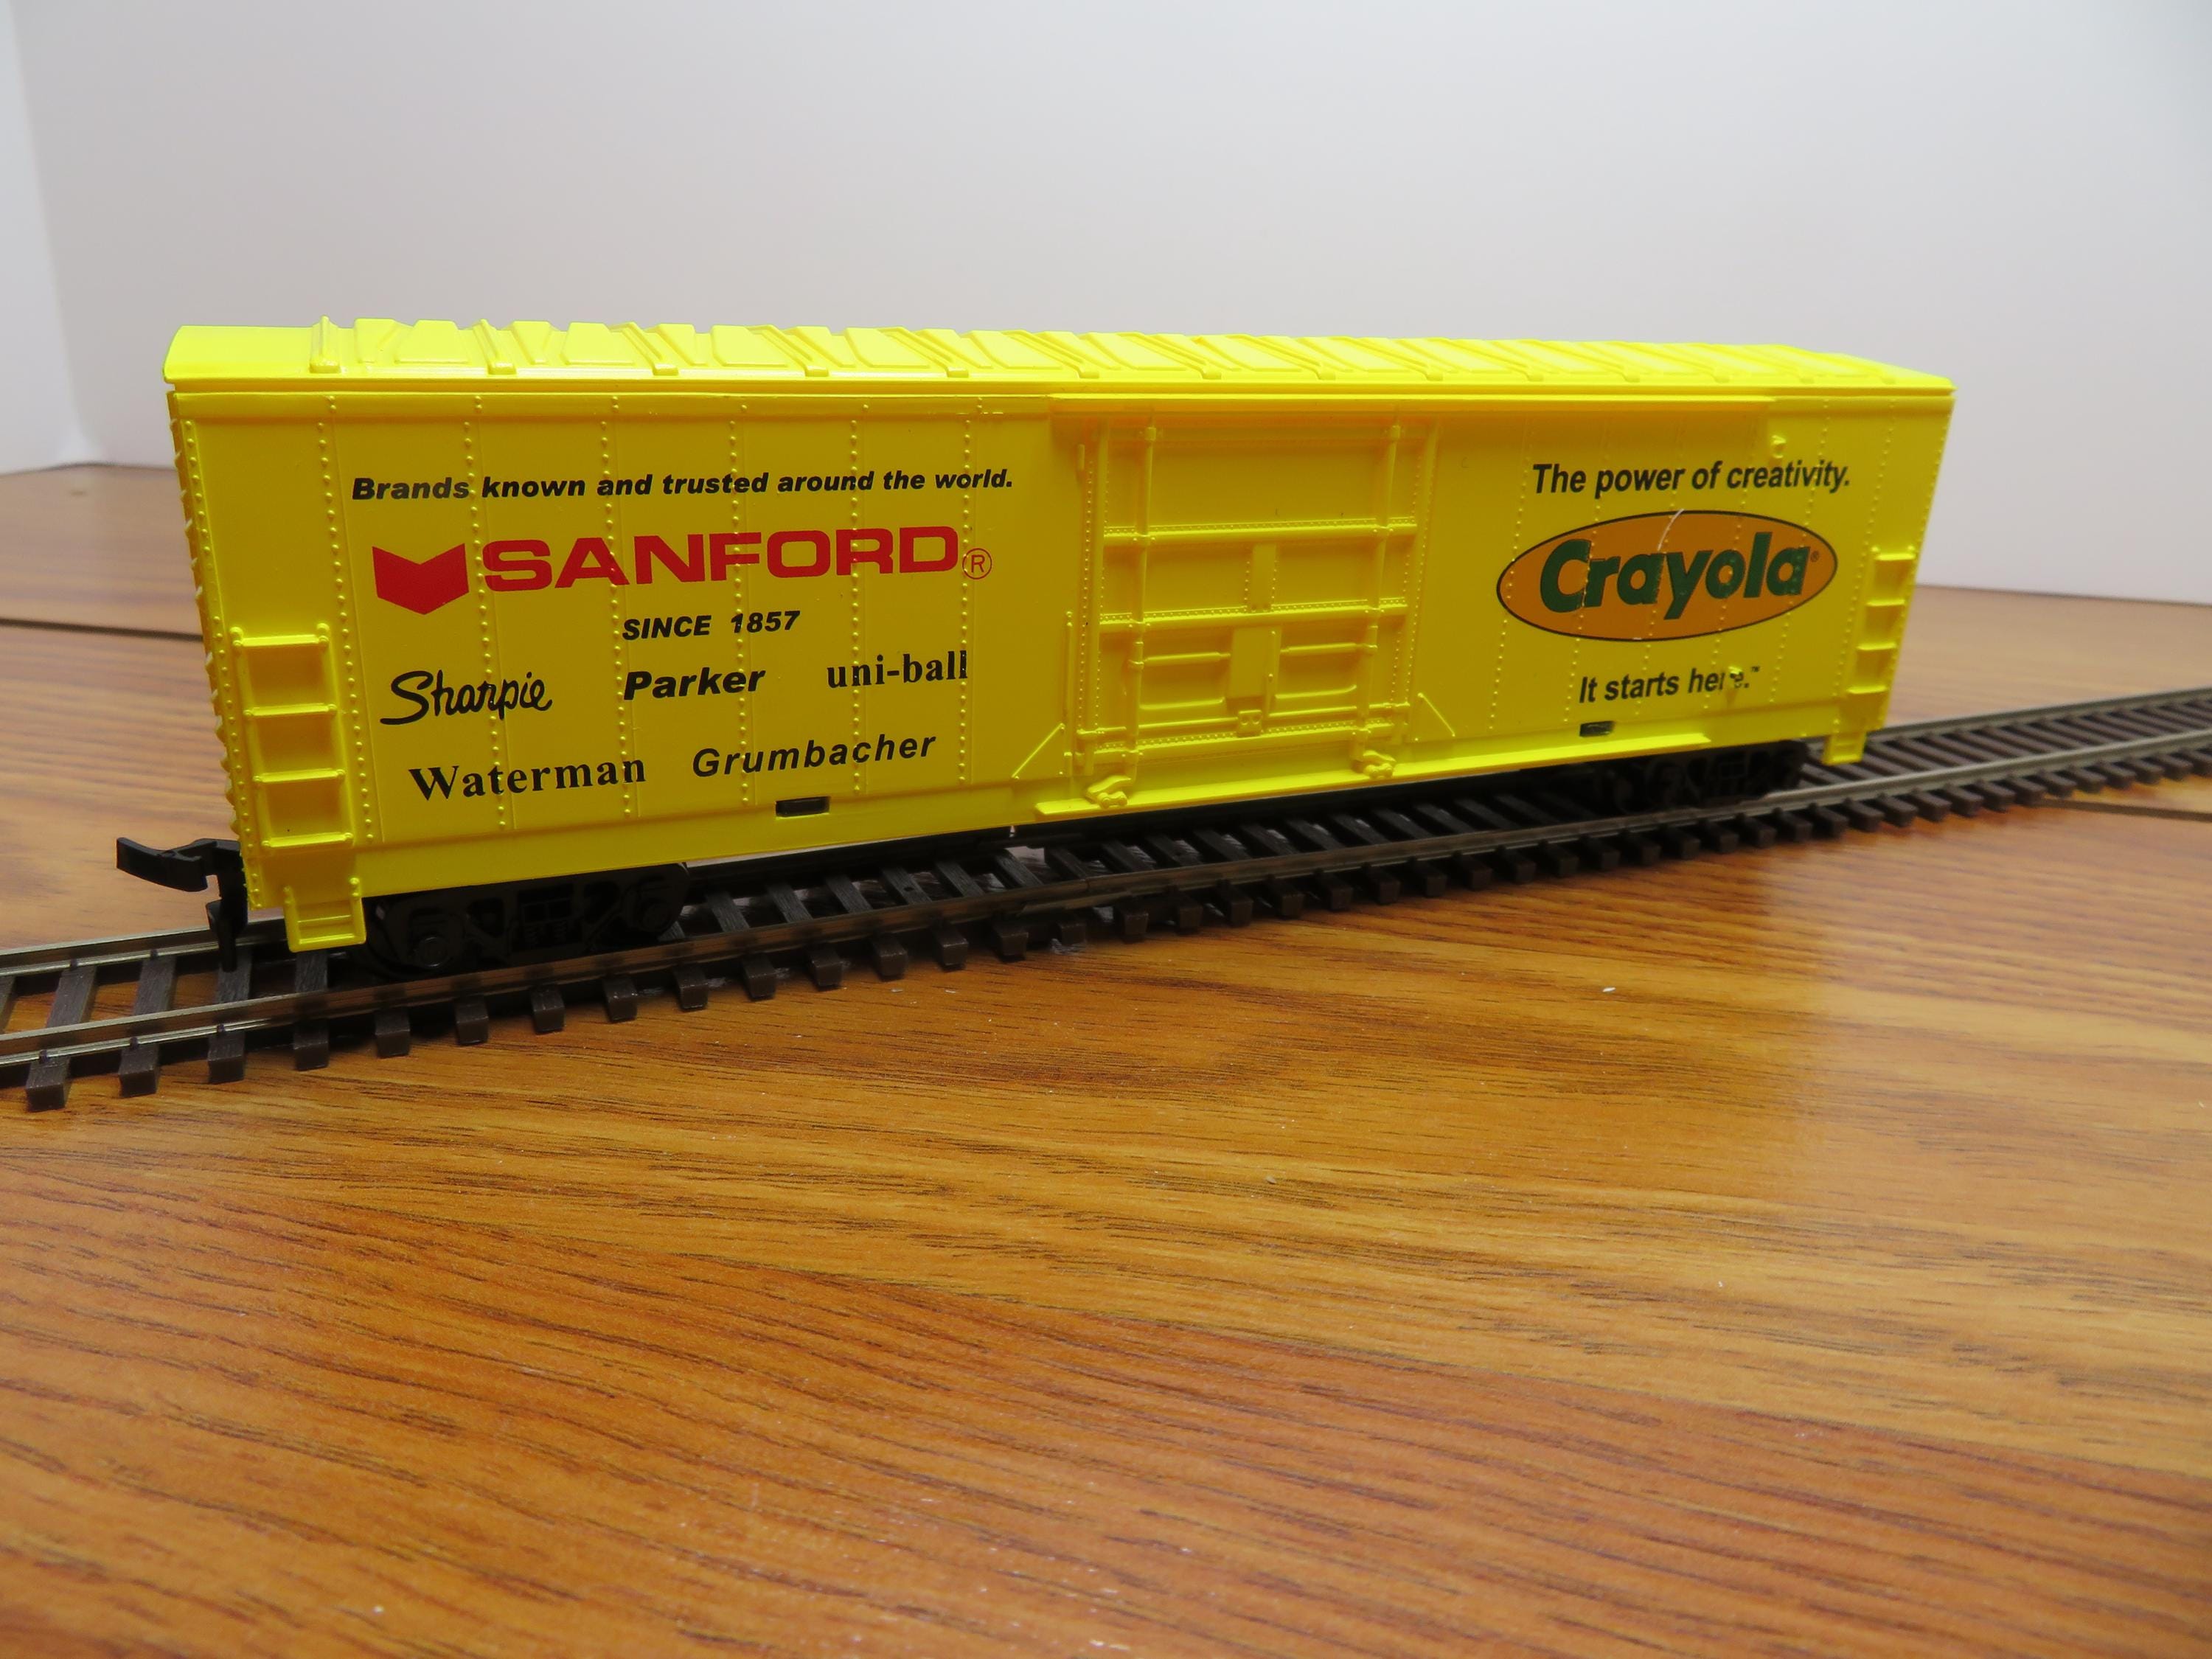 Brands known and trusted around the world.
SANFORD®
SINCE 1857
Sharpie Parker uni-ball
Waterman Grumbacher
The power of creativity.
Crayola®
It starts here.™